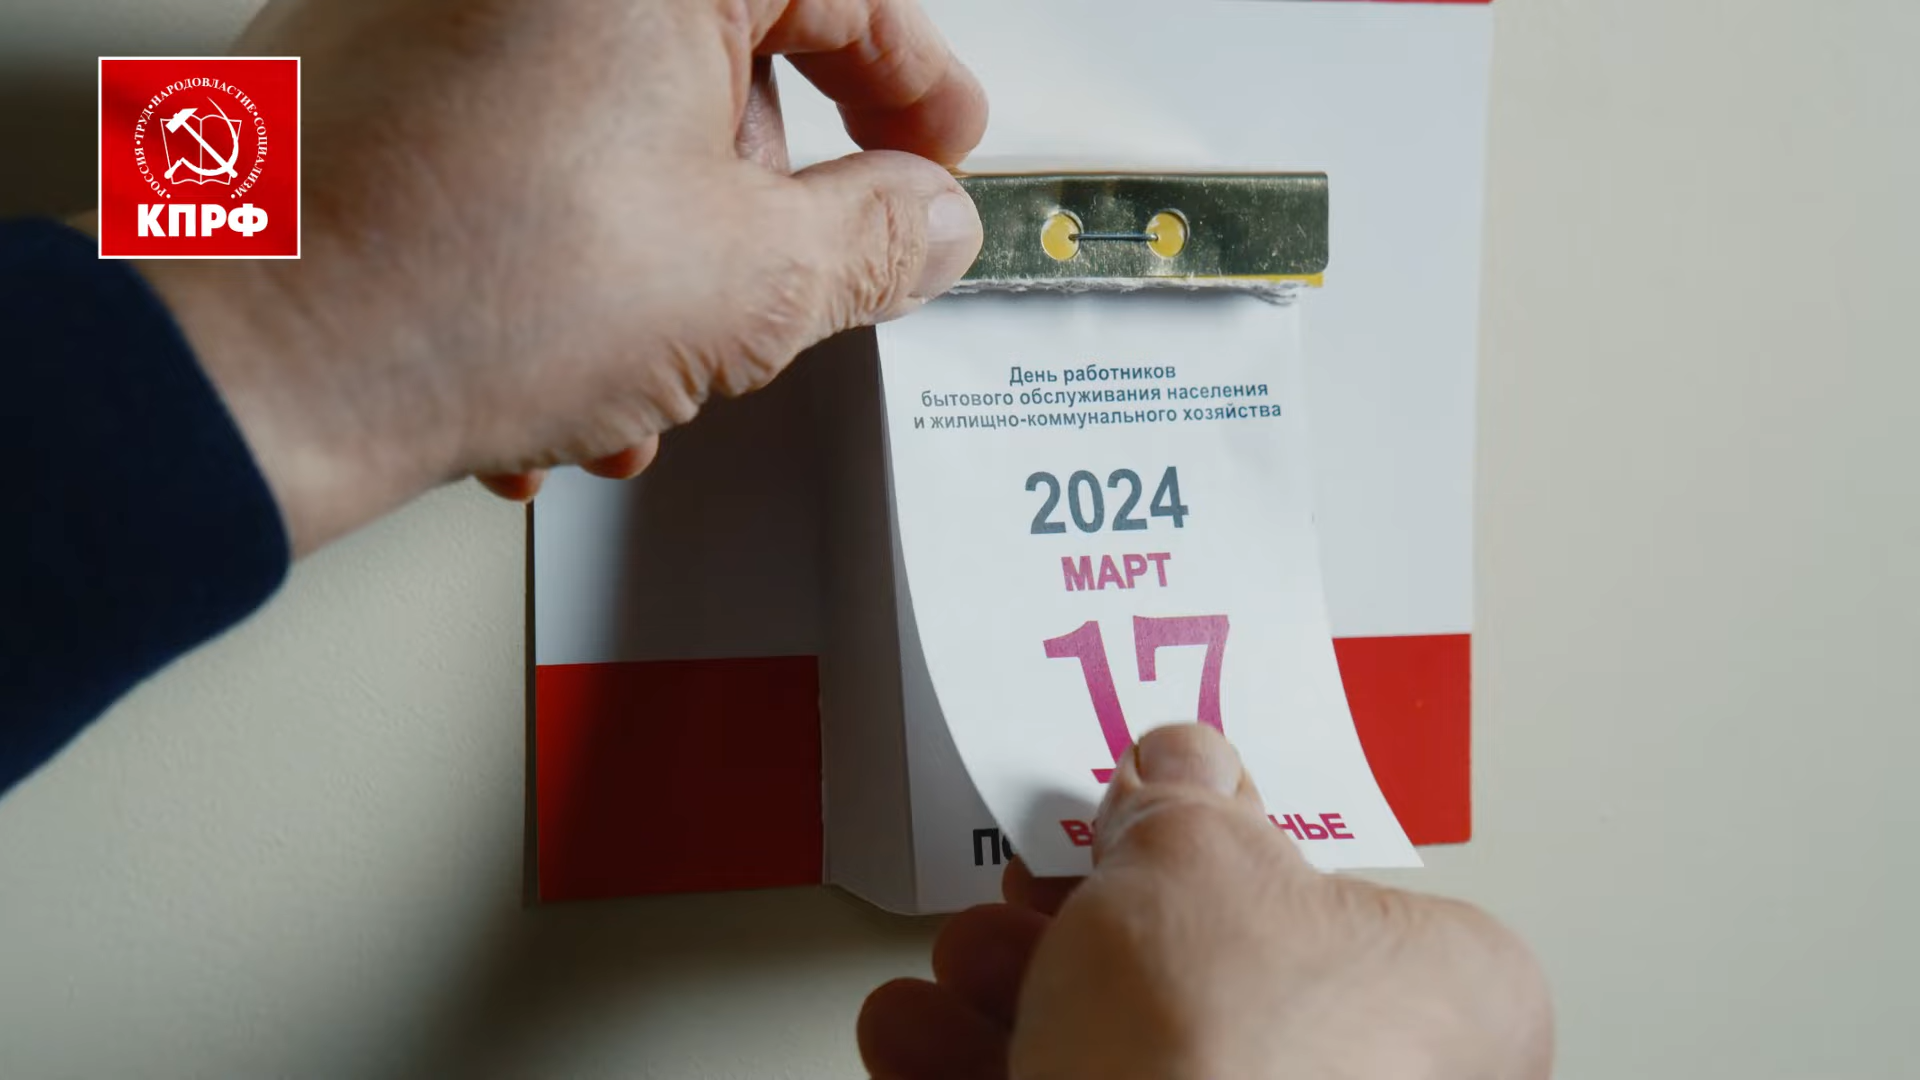 РОССИЯ•ТРУД•НАРОДОВЛАСТИЕ•СОЦИАЛИЗМ•
КПРФ
День работников
бытового обслуживания населения
и жилищно-коммунального хозяйства
2024
МАРТ
17